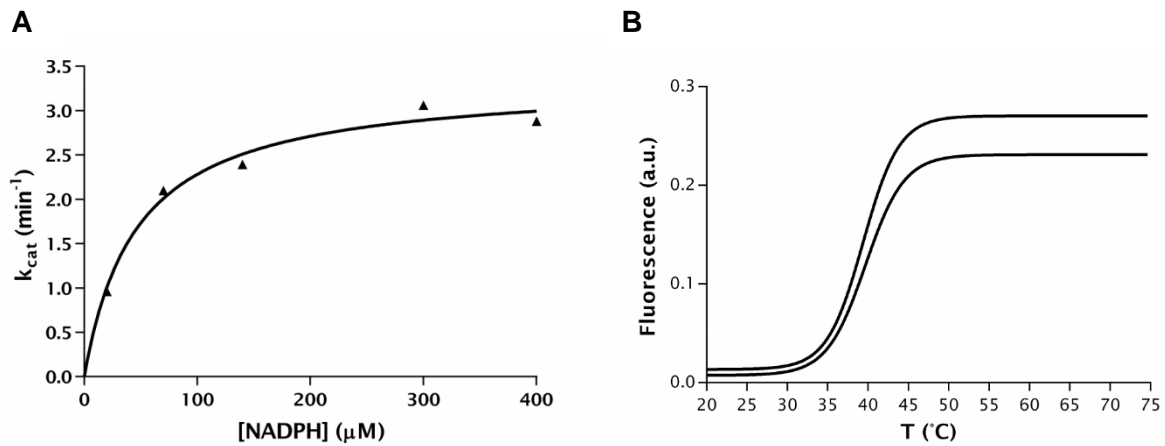 A
B
3.5
3.0
2.5
2.0
1.5
1.0
0.5
0.0
k_cat (min⁻¹)
0 100 200 300 400
[NADPH] (μM)
0.3
0.2
0.1
0.0
Fluorescence (a.u.)
20 25 30 35 40 45 50 55 60 65 70 75
T (°C)